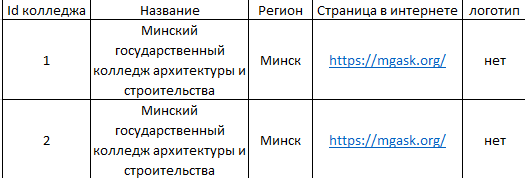 Id колледжа Название Регион Страница в интернете логотип
Минский
государственный
колледж архитектуры и
строительства
1 Минск https://mgask.org/ нет
Минский
государственный
колледж архитектуры и
строительства
2 Минск https://mgask.org/ нет